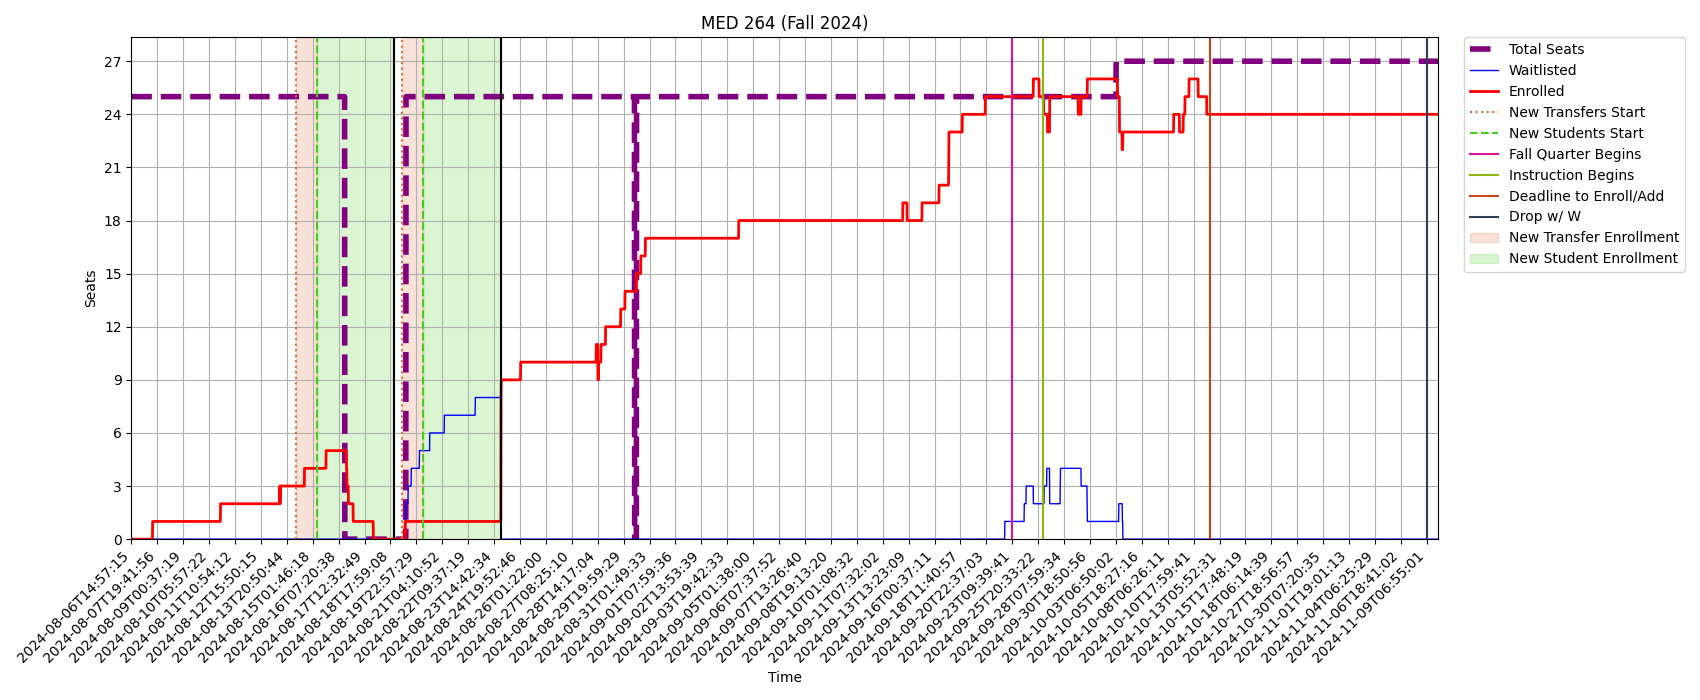 MED 264 (Fall 2024)
27
24
21
18
15
12
9
6
3
0
Seats
2024-08-06T14:57:15
2024-08-07T19:41:56
2024-08-09T00:37:19
2024-08-10T05:57:22
2024-08-11T10:54:12
2024-08-12T15:50:15
2024-08-13T20:50:44
2024-08-15T01:46:18
2024-08-16T07:20:38
2024-08-17T12:32:49
2024-08-18T17:59:08
2024-08-19T22:57:29
2024-08-21T04:10:52
2024-08-22T09:37:19
2024-08-23T14:42:34
2024-08-24T19:52:46
2024-08-26T01:22:00
2024-08-27T08:25:10
2024-08-28T14:17:04
2024-08-29T19:59:29
2024-08-31T01:49:33
2024-09-01T07:59:36
2024-09-02T13:53:39
2024-09-03T19:42:33
2024-09-05T01:38:00
2024-09-06T07:37:52
2024-09-07T13:26:40
2024-09-08T19:13:20
2024-09-10T01:08:32
2024-09-11T07:32:02
2024-09-13T13:23:09
2024-09-16T00:37:11
2024-09-18T11:40:57
2024-09-20T22:37:03
2024-09-23T09:39:41
2024-09-25T20:33:22
2024-09-28T07:59:34
2024-09-30T18:50:56
2024-10-03T06:50:02
2024-10-05T18:27:16
2024-10-08T06:26:11
2024-10-10T17:59:41
2024-10-13T05:52:31
2024-10-15T17:48:19
2024-10-18T06:14:39
2024-10-27T18:56:57
2024-10-30T07:20:35
2024-11-01T19:01:13
2024-11-04T06:25:29
2024-11-06T18:41:02
2024-11-09T06:55:01
Time
Total Seats
Waitlisted
Enrolled
New Transfers Start
New Students Start
Fall Quarter Begins
Instruction Begins
Deadline to Enroll/Add
Drop w/ W
New Transfer Enrollment
New Student Enrollment